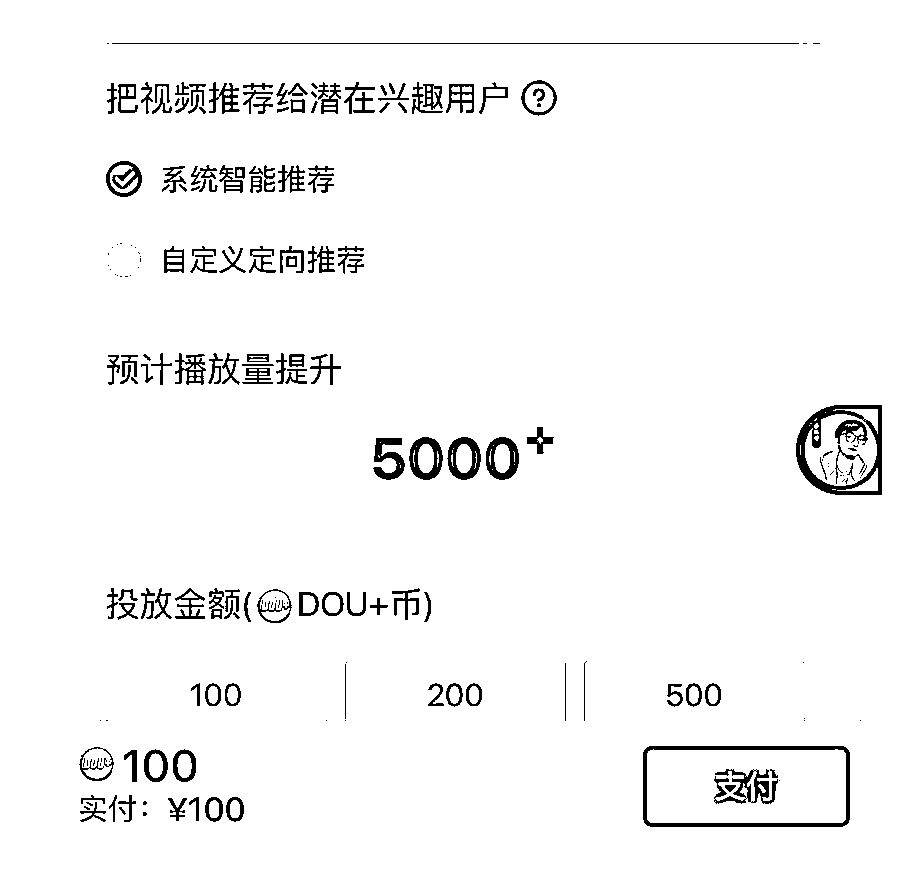 把视频推荐给潜在兴趣用户 ?
系统智能推荐
自定义定向推荐
预计播放量提升
5000+
投放金额(DOU+币)
100 200 500
100
实付：¥100 支付